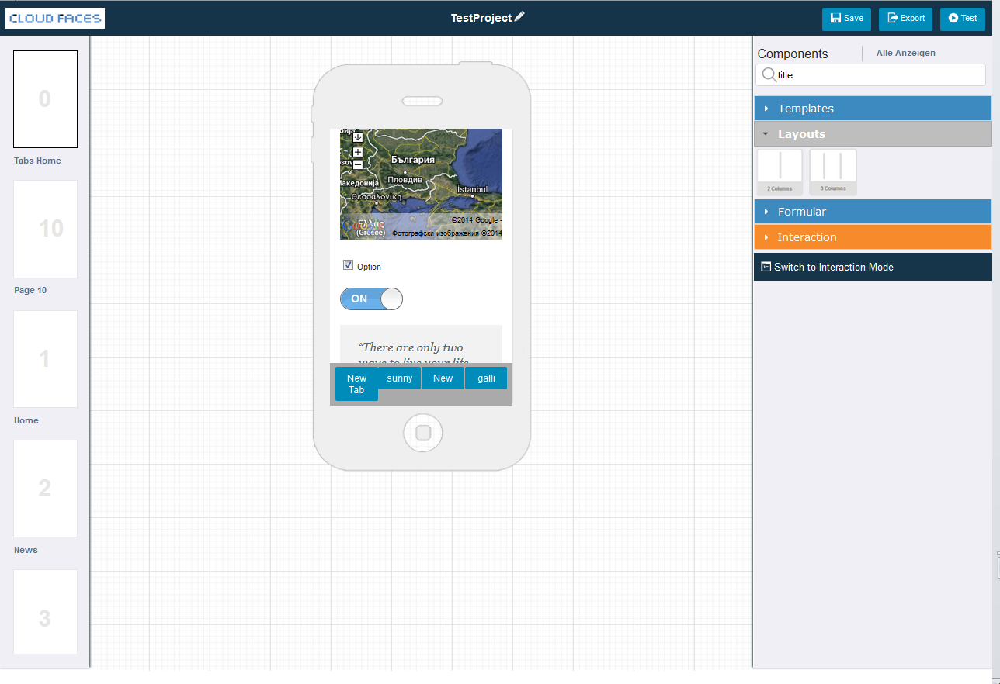 CLOUD FACES
TestProject
Save
Export
Test
0
Tabs Home
10
Page 10
1
Home
2
News
3
България
Пловдив
Македонија
İstanbul
Θεσσαλονίκη
Ελλάς
(Greece)
©2014 Google -
Фотографски изображения ©2014
Option
ON
“There are only two
ways to live your life
New
Tab
sunny
New
galli
Components
Alle Anzeigen
title
Templates
Layouts
2 Columns
3 Columns
Formular
Interaction
Switch to Interaction Mode